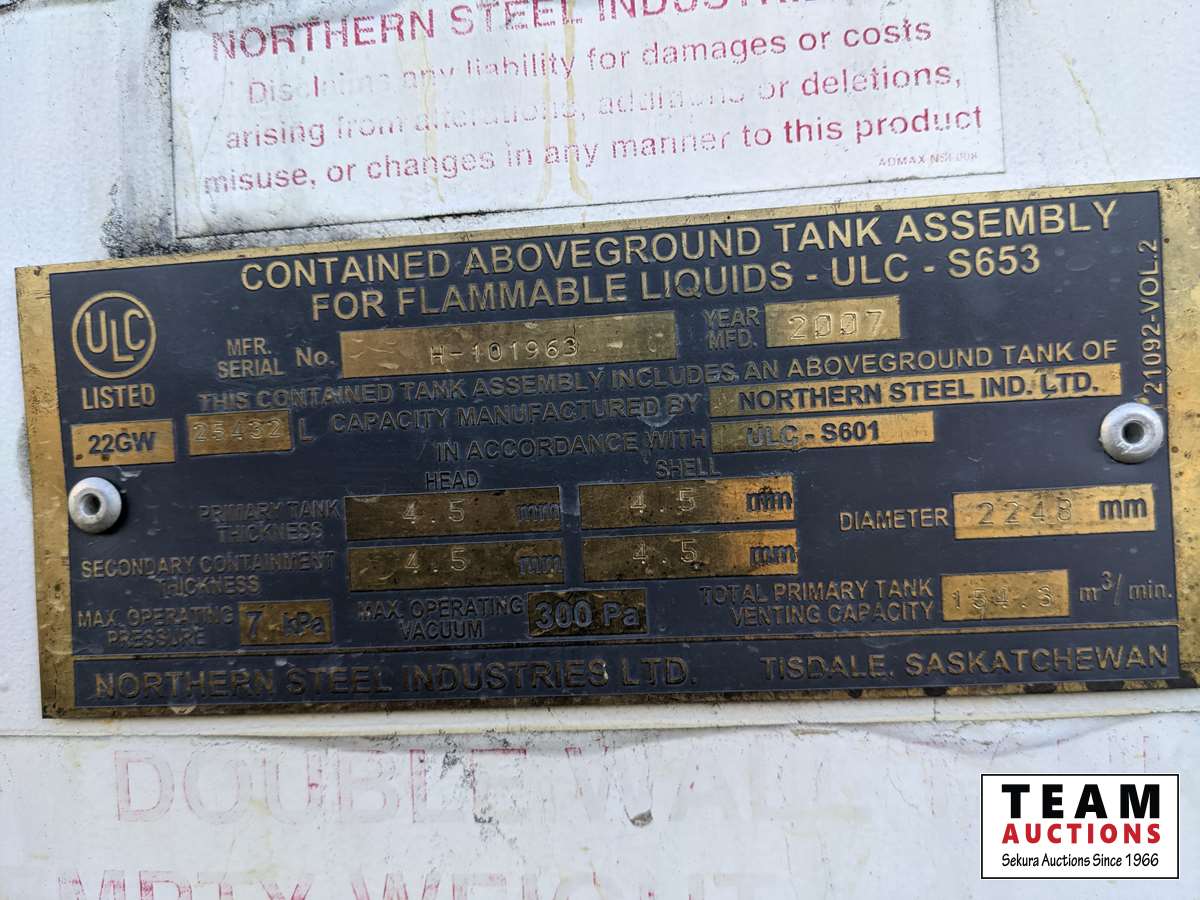 NORTHERN STEEL INDUSTRIES
Disclaims any liability for damages or costs
arising from alterations, additions or deletions,
misuse, or changes in any manner to this product
ADMAX
CONTAINED ABOVEGROUND TANK ASSEMBLY
FOR FLAMMABLE LIQUIDS - ULC - S653
ULC
LISTED
MFR.
SERIAL No. H-101963
YEAR
MFD. 2007
121092-VOL.2
THIS CONTAINED TANK ASSEMBLY INCLUDES AN ABOVEGROUND TANK OF
22GW 25432 L CAPACITY MANUFACTURED BY NORTHERN STEEL IND. LTD.
IN ACCORDANCE WITH ULC - S601
HEAD SHELL
PRIMARY TANK
THICKNESS 4.5 mm 4.5 mm
DIAMETER 2248 mm
SECONDARY CONTAINMENT
THICKNESS 4.5 mm 4.5 mm
MAX. OPERATING
PRESSURE 7 kPa
MAX. OPERATING
VACUUM 300 Pa
TOTAL PRIMARY TANK
VENTING CAPACITY 154.3 m³/min.
NORTHERN STEEL INDUSTRIES LTD. TISDALE, SASKATCHEWAN
DOUBLE WALL
EMPTY WEIGHT
TEAM
AUCTIONS
Sekura Auctions Since 1966